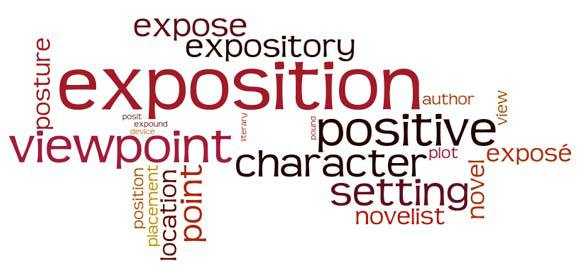 expose
expository
posture
exposition
author
view
posit
expound
device
literary
pound
positive
viewpoint
character
plot
exposé
position
placement
location
point
setting
novel
novelist